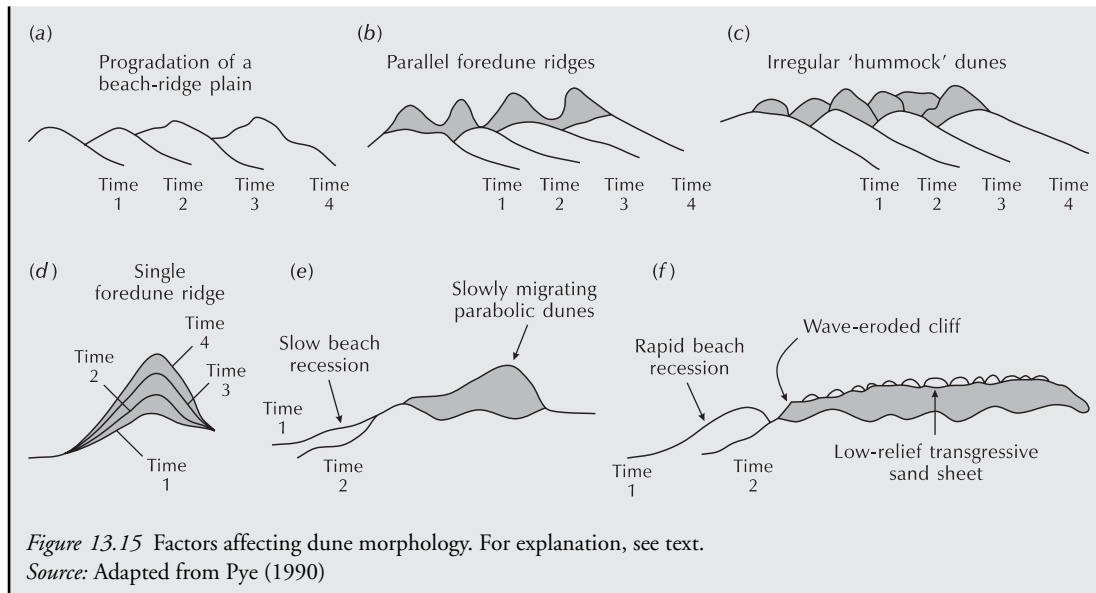 (a)
Progradation of a
beach-ridge plain
Time
1
Time
2
Time
3
Time
4
(b)
Parallel foredune ridges
Time
1
Time
2
Time
3
Time
4
(c)
Irregular ‘hummock’ dunes
Time
1
Time
2
Time
3
Time
4
(d)
Single
foredune ridge
Time
4
Time
2
Time
3
Time
1
(e)
Slowly migrating
parabolic dunes
Slow beach
recession
Time
1
Time
2
(f)
Wave-eroded cliff
Rapid beach
recession
Low-relief transgressive
sand sheet
Time
1
Time
2
Figure 13.15 Factors affecting dune morphology. For explanation, see text.
Source: Adapted from Pye (1990)